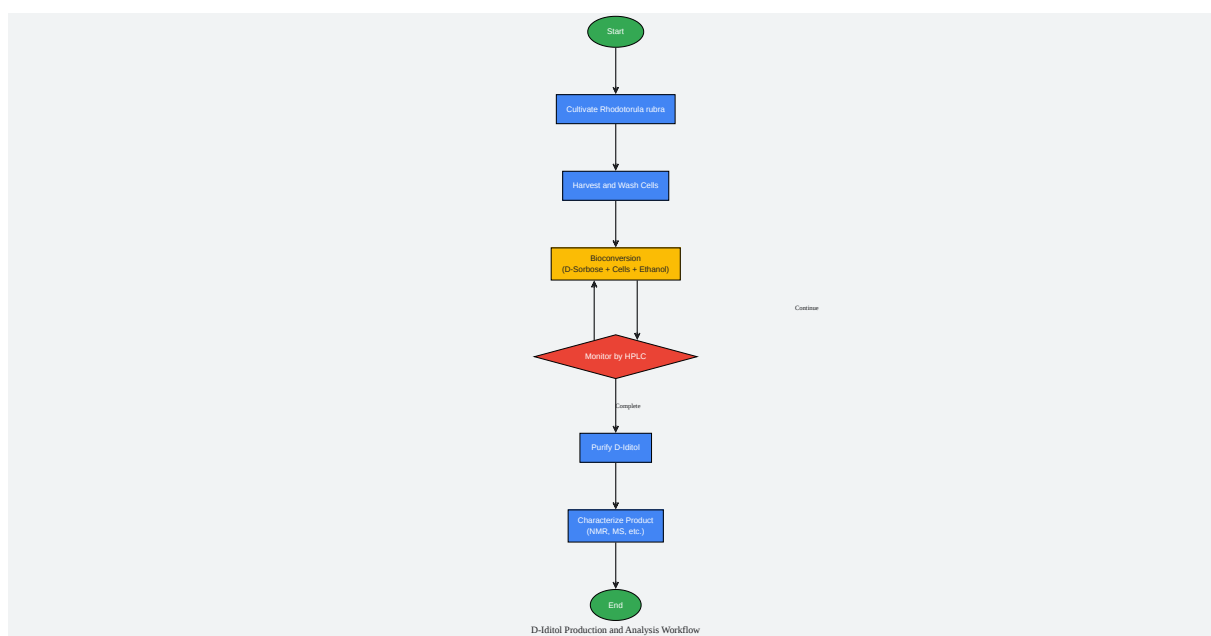 Start
Cultivate Rhodotorula rubra
Harvest and Wash Cells
Bioconversion
(D-Sorbose + Cells + Ethanol)
Continue
Monitor by HPLC
Complete
Purify D-Iditol
Characterize Product
(NMR, MS, etc.)
End
D-Iditol Production and Analysis Workflow